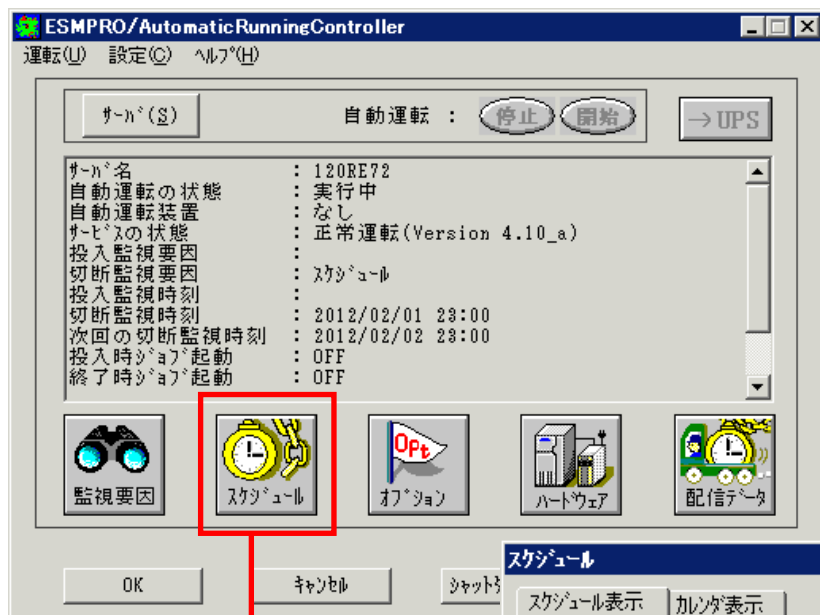 ESMPRO/AutomaticRunningController
運転(U) 設定(C) ﾍﾙﾌﾟ(H)
ｻｰﾊﾞ(S) 自動運転 : 停止 開始 →UPS
ｻｰﾊﾞ名 : 120RE72
自動運転の状態 : 実行中
自動運転装置 : なし
ｻｰﾋﾞｽの状態 : 正常運転(Version 4.10_a)
投入監視要因 :
切断監視要因 : ｽｹｼﾞｭｰﾙ
投入監視時刻 :
切断監視時刻 : 2012/02/01 23:00
次回の切断監視時刻 : 2012/02/02 23:00
投入時ｼﾞｮﾌﾞ起動 : OFF
終了時ｼﾞｮﾌﾞ起動 : OFF
Opt
監視要因 ｽｹｼﾞｭｰﾙ ｵﾌﾟｼｮﾝ ﾊｰﾄﾞｳｪｱ 配信ﾃﾞｰﾀ
OK ｷｬﾝｾﾙ ｼｬｯﾄ
スケジュール
スケジュール表示 カレンダ表示